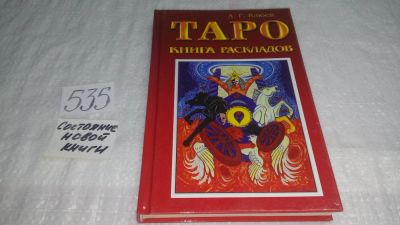 А. Г. Клюев
ТАРО
КНИГА РАСКЛАДОВ
535
СОСТОЯНИЕ
НОВОЙ
КНИГИ